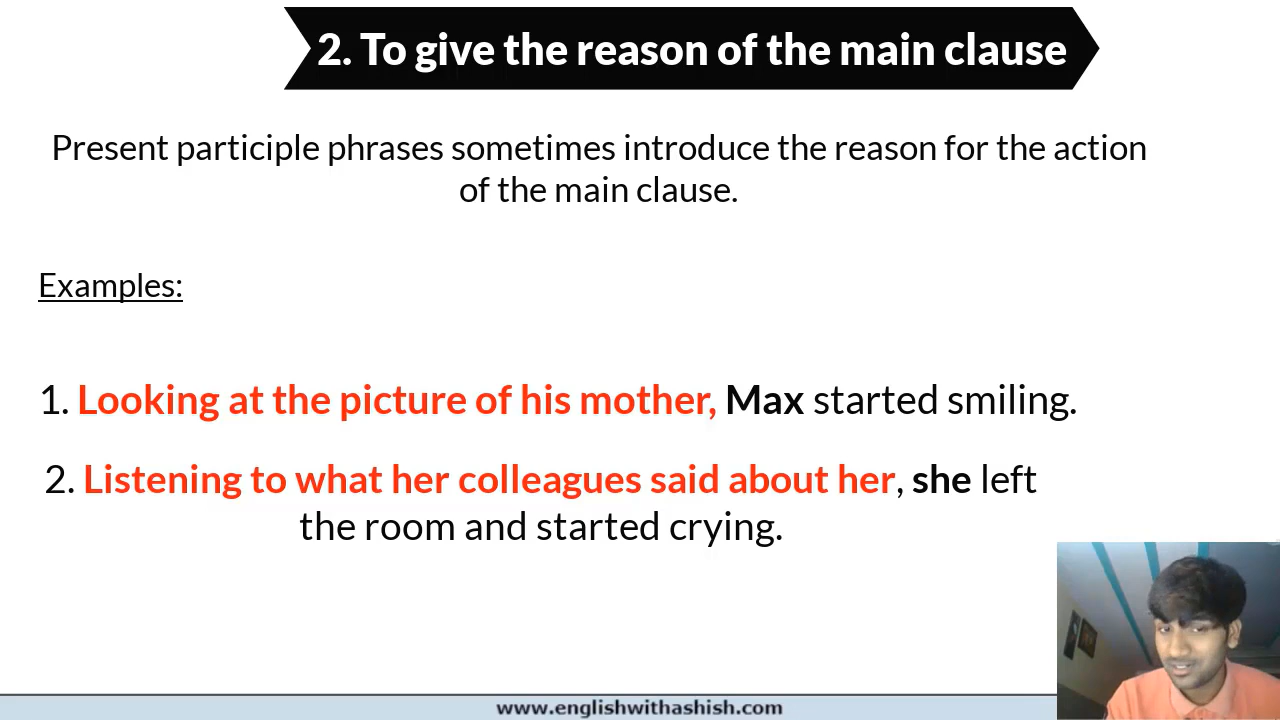 2. To give the reason of the main clause
Present participle phrases sometimes introduce the reason for the action
of the main clause.
Examples:
1. Looking at the picture of his mother, Max started smiling.
2. Listening to what her colleagues said about her, she left
the room and started crying.
www.englishwithashish.com